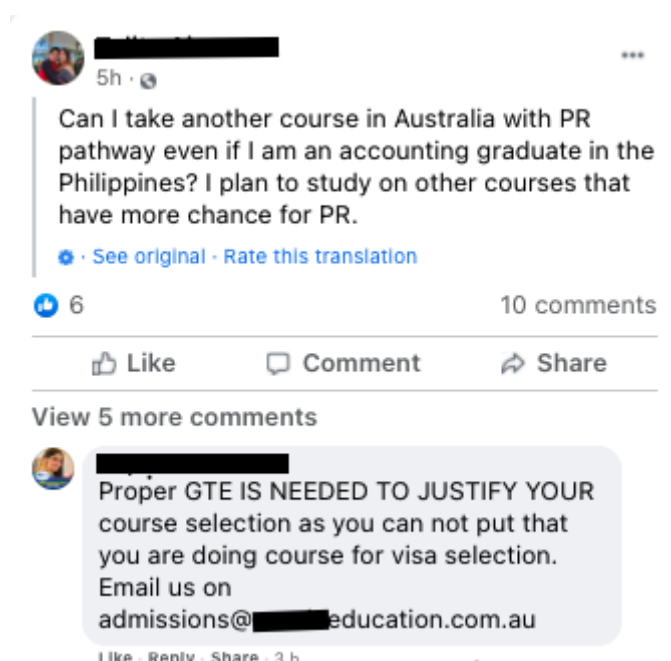 5h
Can I take another course in Australia with PR
pathway even if I am an accounting graduate in the
Philippines? I plan to study on other courses that
have more chance for PR.
· See original · Rate this translation
6 10 comments
Like Comment Share
View 5 more comments
Proper GTE IS NEEDED TO JUSTIFY YOUR
course selection as you can not put that
you are doing course for visa selection.
Email us on
admissions@ education.com.au
Like · Reply · Share · 3 h